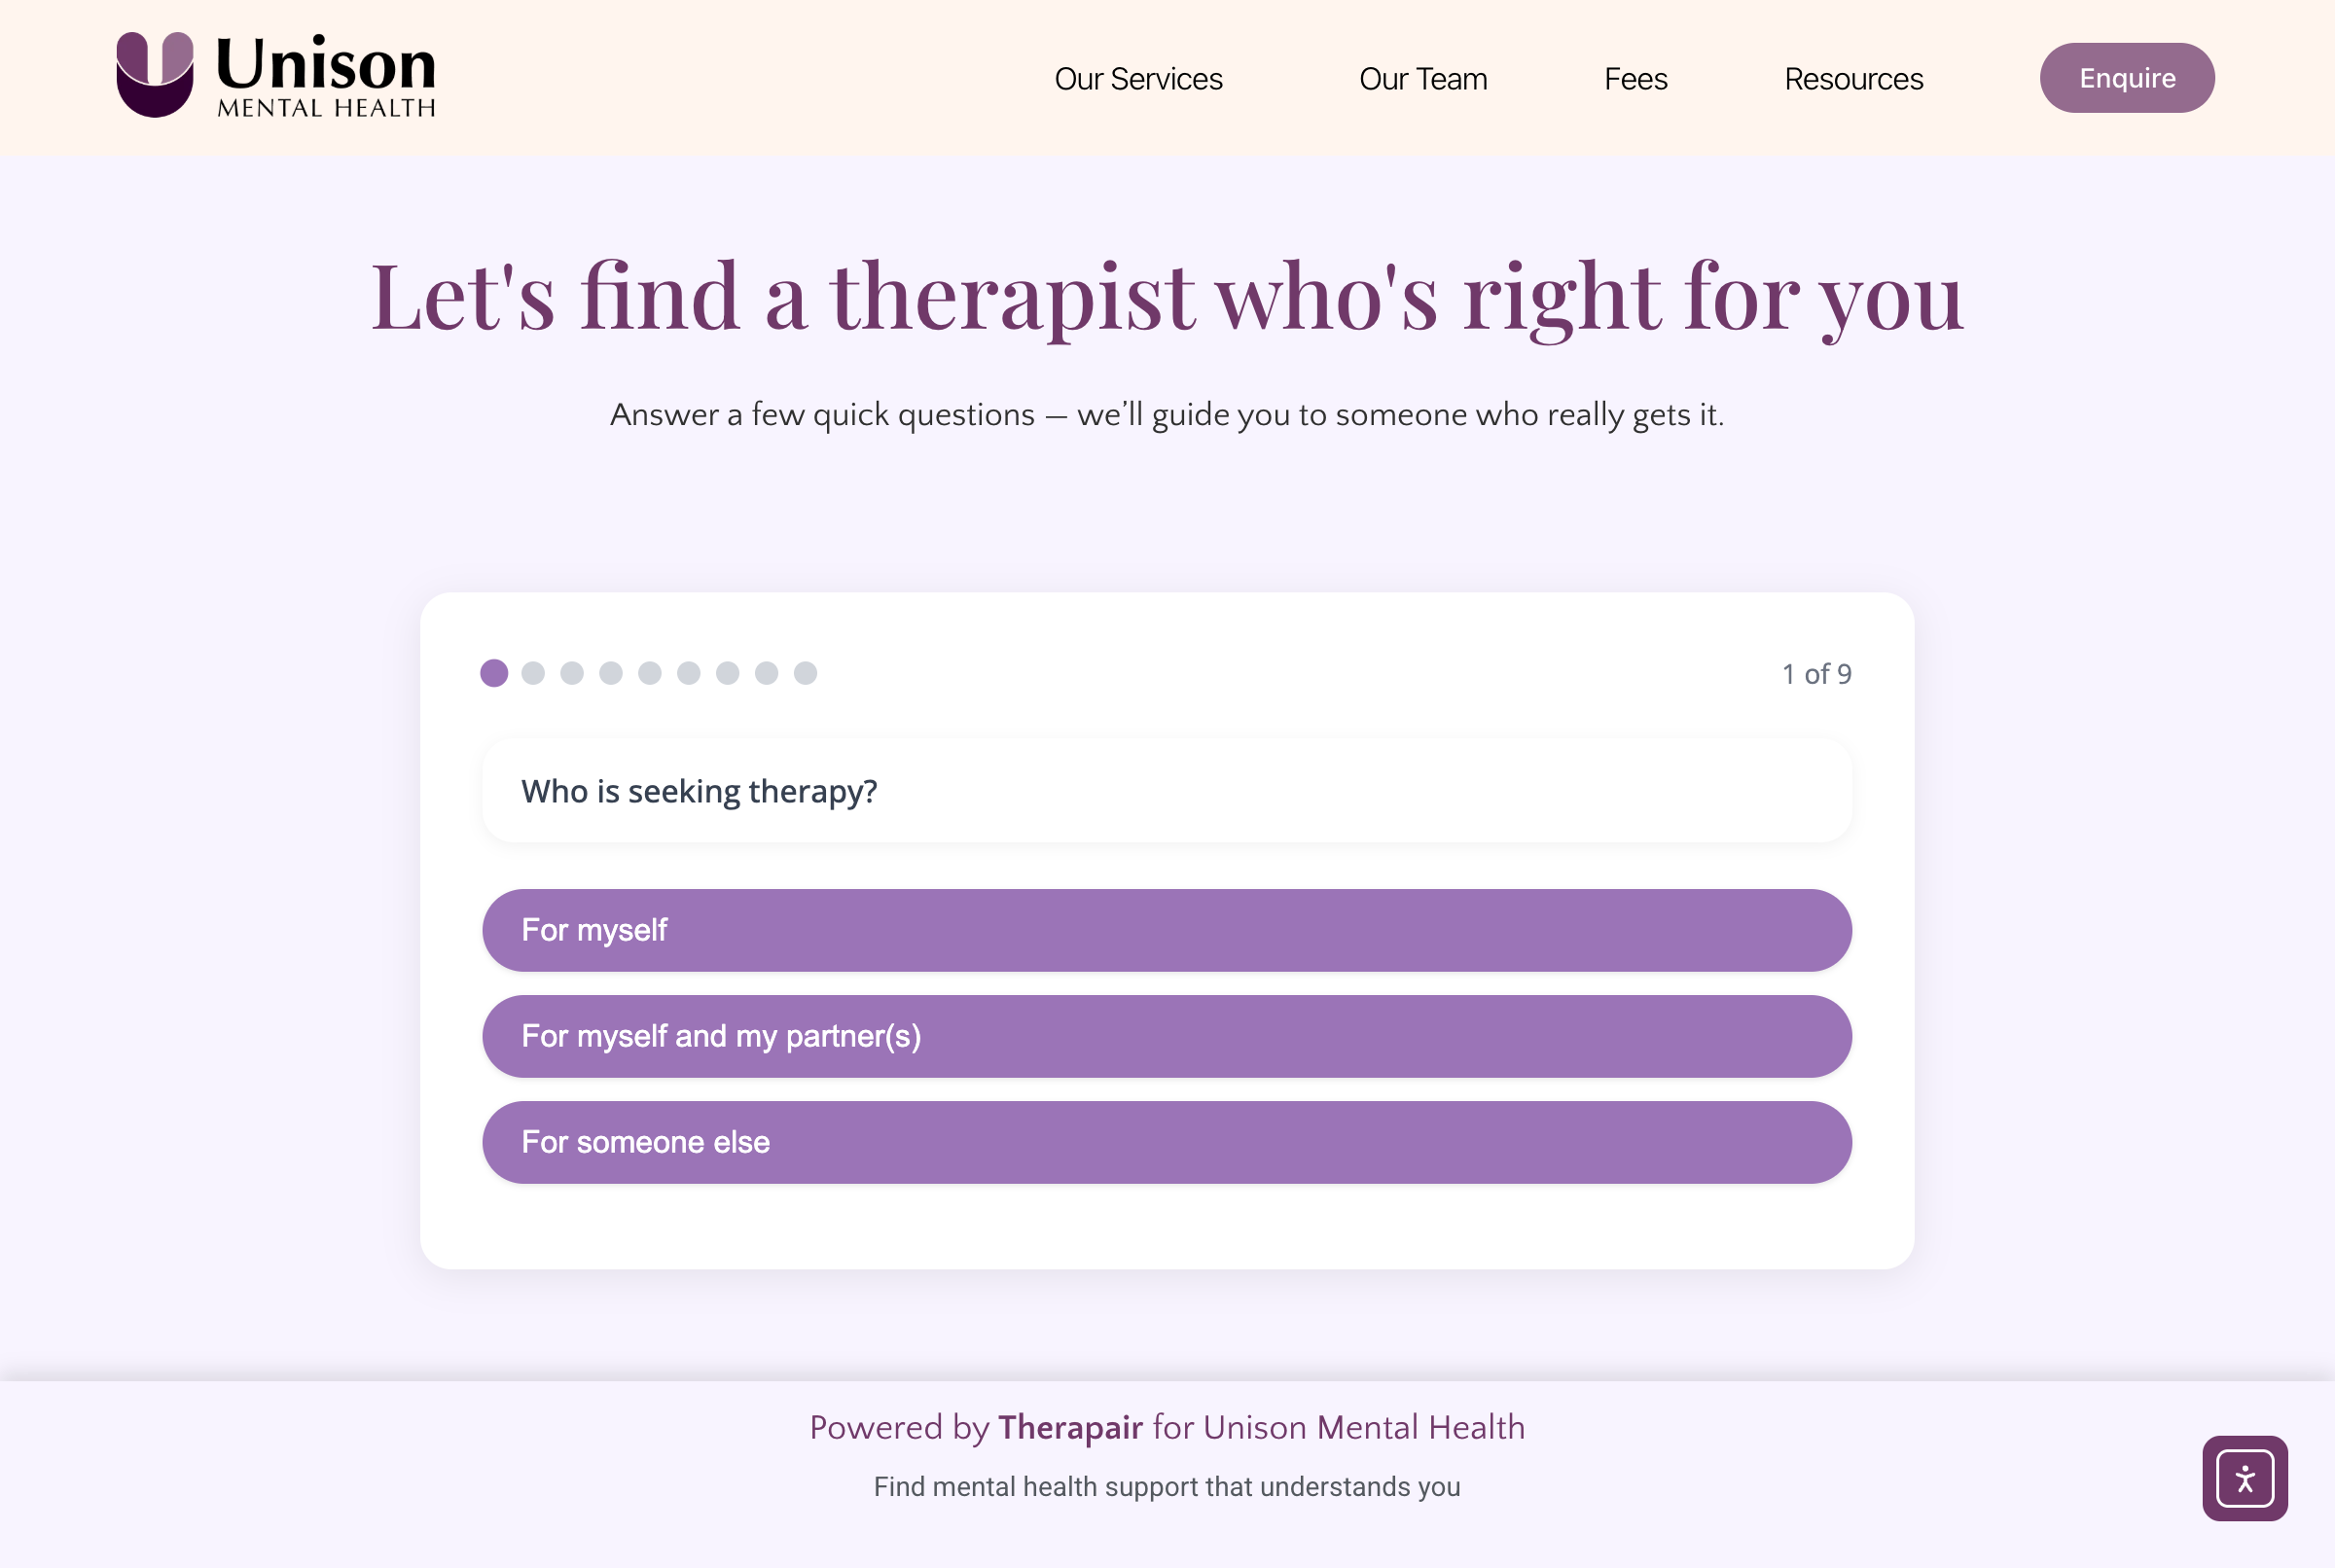 Unison
MENTAL HEALTH
Our Services
Our Team
Fees
Resources
Enquire
Let's find a therapist who's right for you
Answer a few quick questions — we’ll guide you to someone who really gets it.
1 of 9
Who is seeking therapy?
For myself
For myself and my partner(s)
For someone else
Powered by Therapair for Unison Mental Health
Find mental health support that understands you